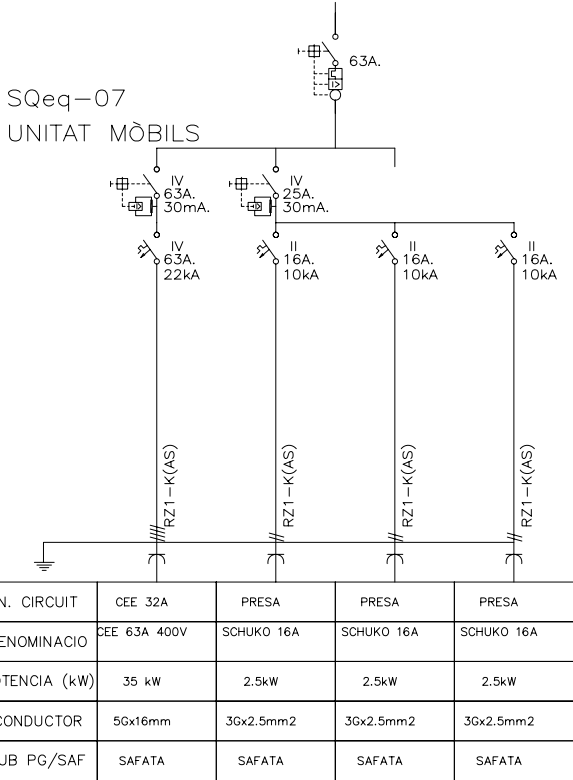 63A.
SQeq-07
UNITAT MÒBILS
IV
63A.
30mA.
IV
25A.
30mA.
IV
63A.
22kA
II
16A.
10kA
II
16A.
10kA
II
16A.
10kA
RZ1-K(AS)
RZ1-K(AS)
RZ1-K(AS)
RZ1-K(AS)
N. CIRCUIT CEE 32A PRESA PRESA PRESA
ENOMINACIO CEE 63A 400V SCHUKO 16A SCHUKO 16A SCHUKO 16A
OTENCIA (kW) 35 kW 2.5kW 2.5kW 2.5kW
CONDUCTOR 5Gx16mm 3Gx2.5mm2 3Gx2.5mm2 3Gx2.5mm2
UB PG/SAF SAFATA SAFATA SAFATA SAFATA